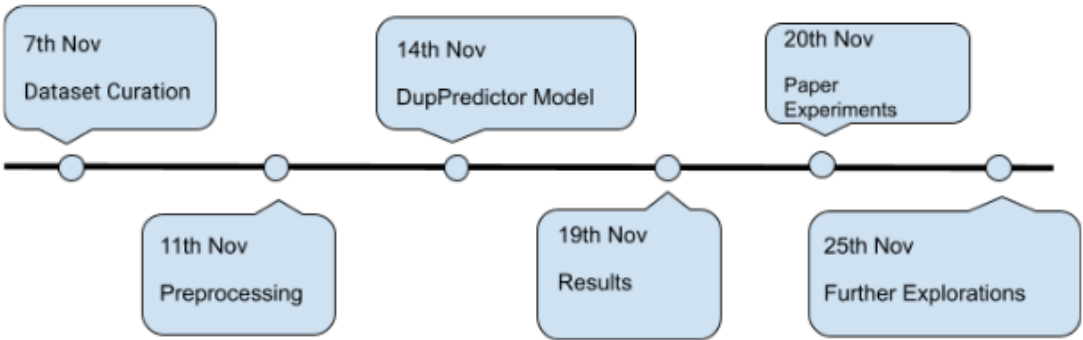 7th Nov
Dataset Curation
11th Nov
Preprocessing
14th Nov
DupPredictor Model
19th Nov
Results
20th Nov
Paper
Experiments
25th Nov
Further Explorations